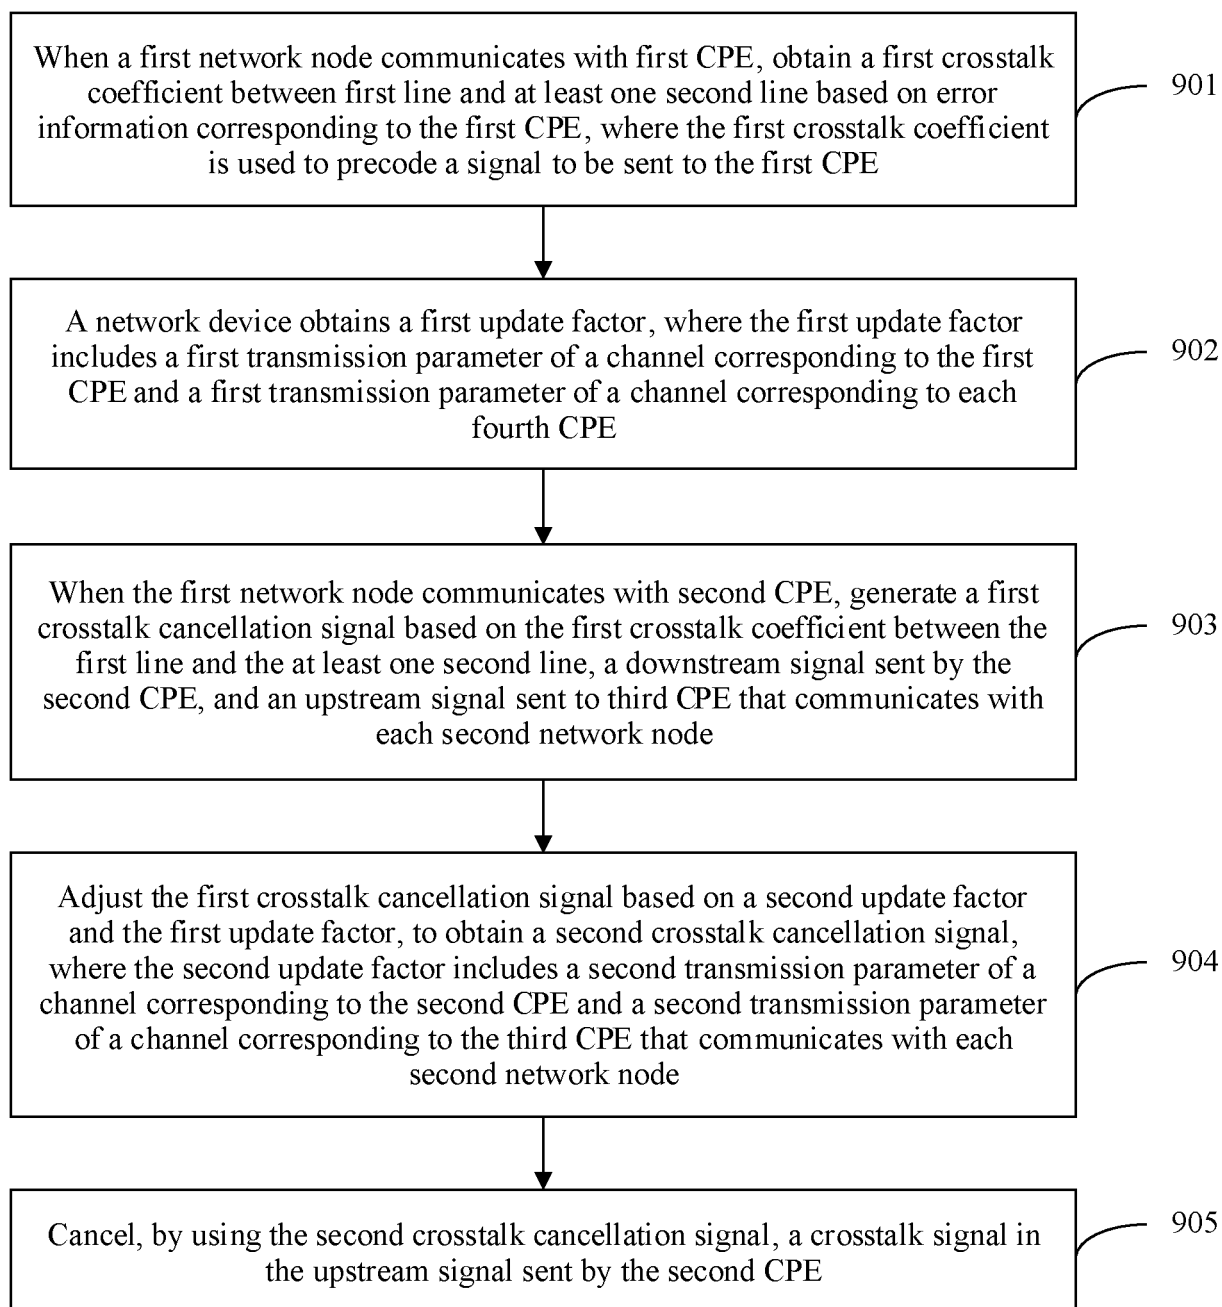 When a first network node communicates with first CPE, obtain a first crosstalk
coefficient between first line and at least one second line based on error
information corresponding to the first CPE, where the first crosstalk coefficient
is used to precode a signal to be sent to the first CPE
901
A network device obtains a first update factor, where the first update factor
includes a first transmission parameter of a channel corresponding to the first
CPE and a first transmission parameter of a channel corresponding to each
fourth CPE
902
When the first network node communicates with second CPE, generate a first
crosstalk cancellation signal based on the first crosstalk coefficient between the
first line and the at least one second line, a downstream signal sent by the
second CPE, and an upstream signal sent to third CPE that communicates with
each second network node
903
Adjust the first crosstalk cancellation signal based on a second update factor
and the first update factor, to obtain a second crosstalk cancellation signal,
where the second update factor includes a second transmission parameter of a
channel corresponding to the second CPE and a second transmission parameter
of a channel corresponding to the third CPE that communicates with each
second network node
904
Cancel, by using the second crosstalk cancellation signal, a crosstalk signal in
the upstream signal sent by the second CPE
905